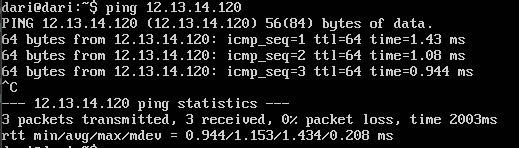 dari@dari:~$ ping 12.13.14.120
PING 12.13.14.120 (12.13.14.120) 56(84) bytes of data.
64 bytes from 12.13.14.120: icmp_seq=1 ttl=64 time=1.43 ms
64 bytes from 12.13.14.120: icmp_seq=2 ttl=64 time=1.08 ms
64 bytes from 12.13.14.120: icmp_seq=3 ttl=64 time=0.944 ms
^C
--- 12.13.14.120 ping statistics ---
3 packets transmitted, 3 received, 0% packet loss, time 2003ms
rtt min/avg/max/mdev = 0.944/1.153/1.434/0.208 ms